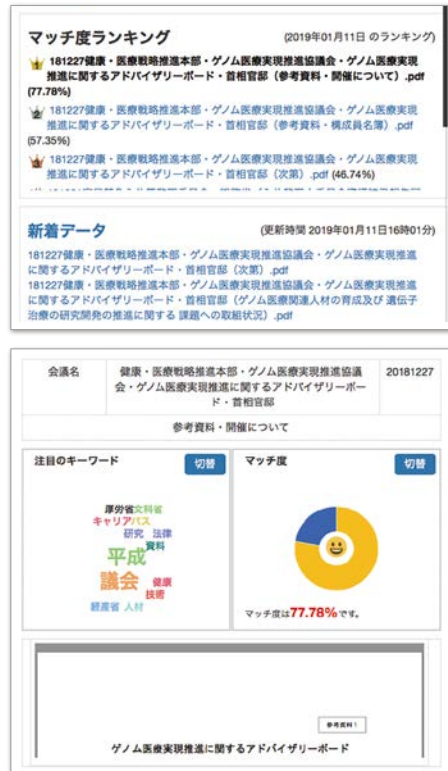 マッチ度ランキング
(2019年01月11日 のランキング)
181227健康・医療戦略推進本部・ゲノム医療実現推進協議会・ゲノム医療実現
推進に関するアドバイザリーボード・首相官邸（参考資料・開催について）.pdf
(77.78%)
181227健康・医療戦略推進本部・ゲノム医療実現推進協議会・ゲノム医療実現
推進に関するアドバイザリーボード・首相官邸（参考資料・構成員名簿）.pdf
(57.35%)
181227健康・医療戦略推進本部・ゲノム医療実現推進協議会・ゲノム医療実現
推進に関するアドバイザリーボード・首相官邸（次第）.pdf (46.74%)
新着データ
(更新時間 2019年01月11日16時01分)
181227健康・医療戦略推進本部・ゲノム医療実現推進協議会・ゲノム医療実現推進
に関するアドバイザリーボード・首相官邸（次第）.pdf
181227健康・医療戦略推進本部・ゲノム医療実現推進協議会・ゲノム医療実現推進
に関するアドバイザリーボード・首相官邸（ゲノム医療関連人材の育成及び 遺伝子
治療の研究開発の推進に関する 課題への取組状況）.pdf
会議名
健康・医療戦略推進本部・ゲノム医療実現推進協議
会・ゲノム医療実現推進に関するアドバイザリーボー
ド・首相官邸
20181227
参考資料・開催について
注目のキーワード
切替
厚労省 文科省
キャリアパス
研究 法律
資料
平成
議会 健康
技術
経産省 人材
マッチ度
切替
マッチ度は77.78%です。
参考資料1
ゲノム医療実現推進に関するアドバイザリーボード